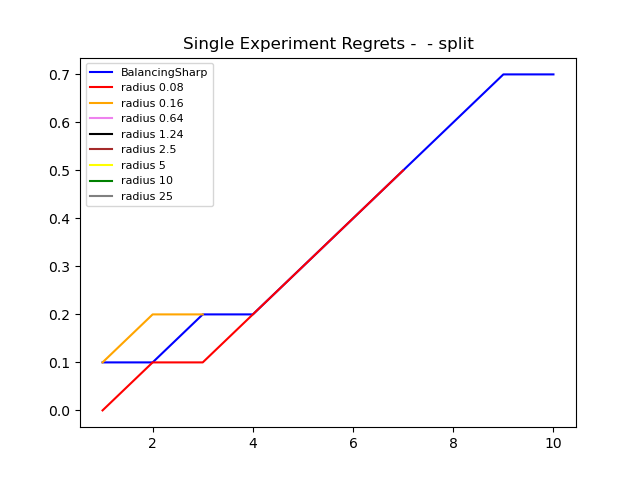 Single Experiment Regrets -  - split
BalancingSharp
radius 0.08
radius 0.16
radius 0.64
radius 1.24
radius 2.5
radius 5
radius 10
radius 25
0.7
0.6
0.5
0.4
0.3
0.2
0.1
0.0
2 4 6 8 10